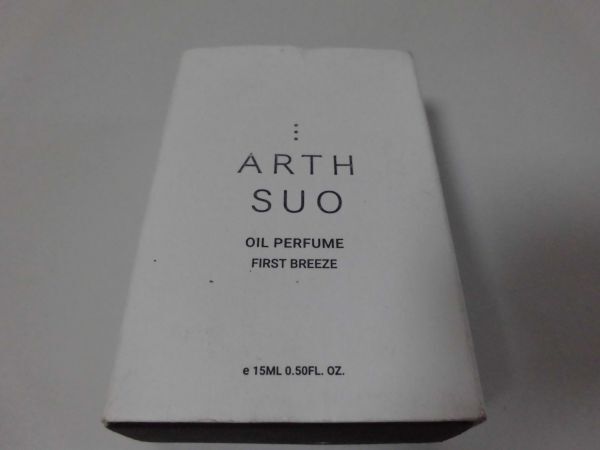 ARTH
SUO
OIL PERFUME
FIRST BREEZE
e 15ML 0.50FL. OZ.